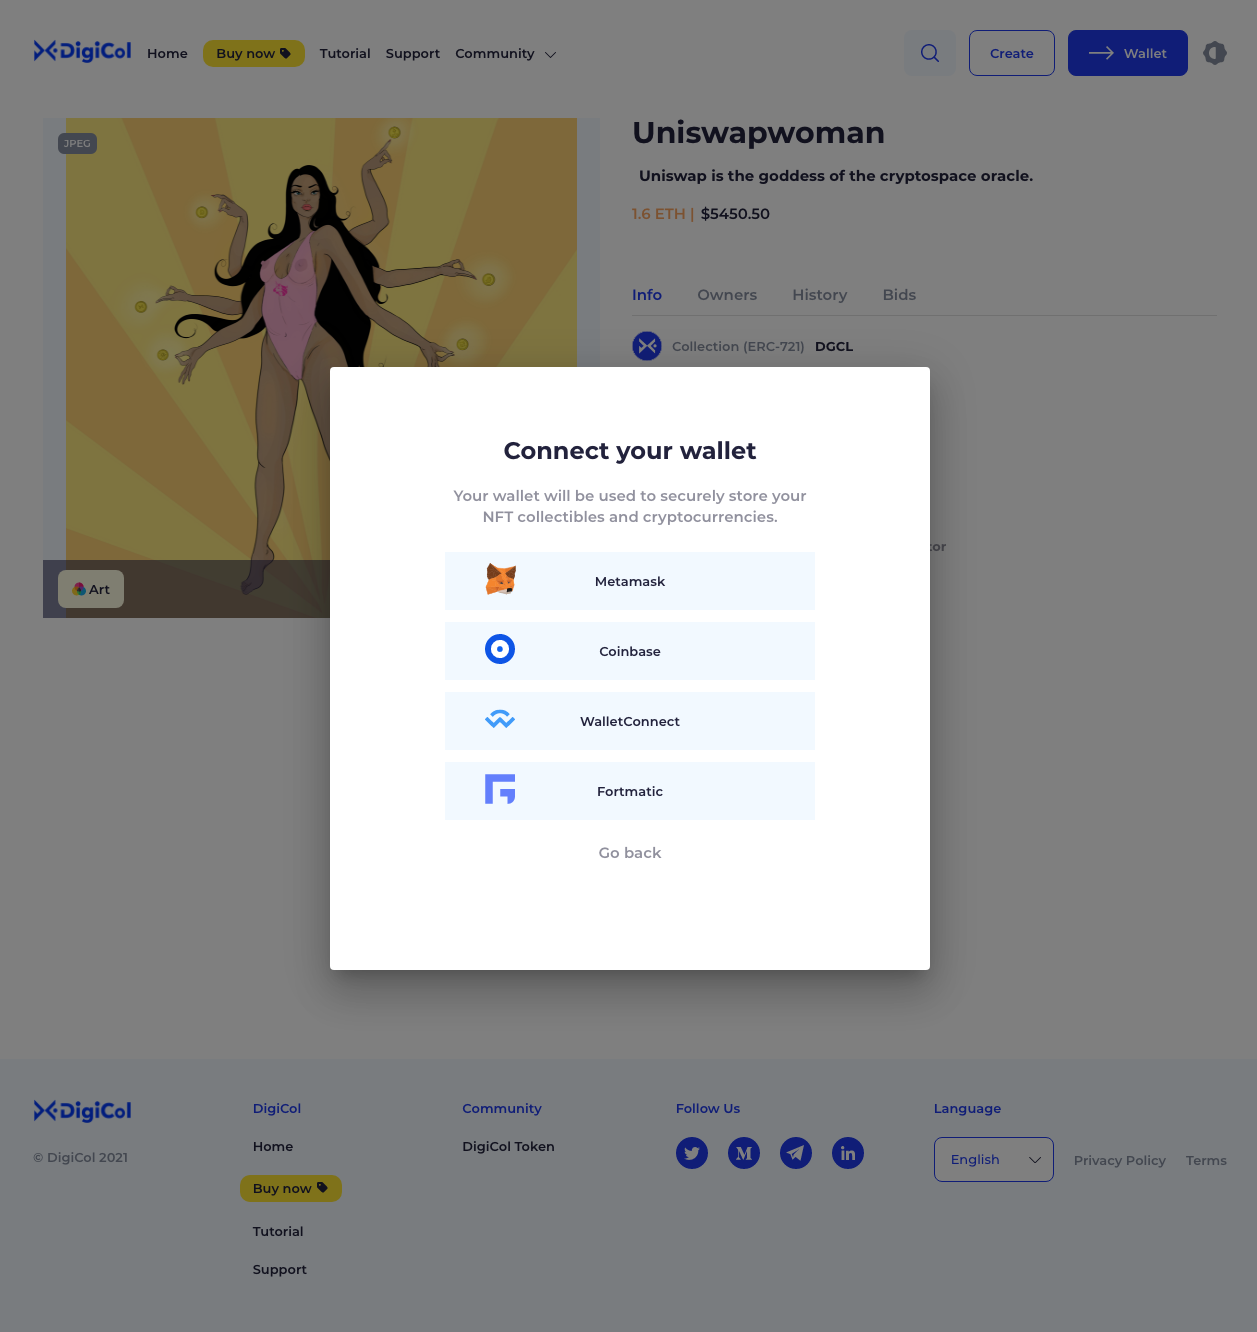 DigiCol
Home
Buy now
Tutorial
Support
Community
Create
Wallet
JPEG
Uniswapwoman
Uniswap is the goddess of the cryptospace oracle.
1.6 ETH | $5450.50
Info
Owners
History
Bids
Collection (ERC-721) DGCL
Art
Connect your wallet
Your wallet will be used to securely store your
NFT collectibles and cryptocurrencies.
Metamask
Coinbase
WalletConnect
Fortmatic
Go back
DigiCol
© DigiCol 2021
DigiCol
Home
Buy now
Tutorial
Support
Community
DigiCol Token
Follow Us
Language
English
Privacy Policy
Terms